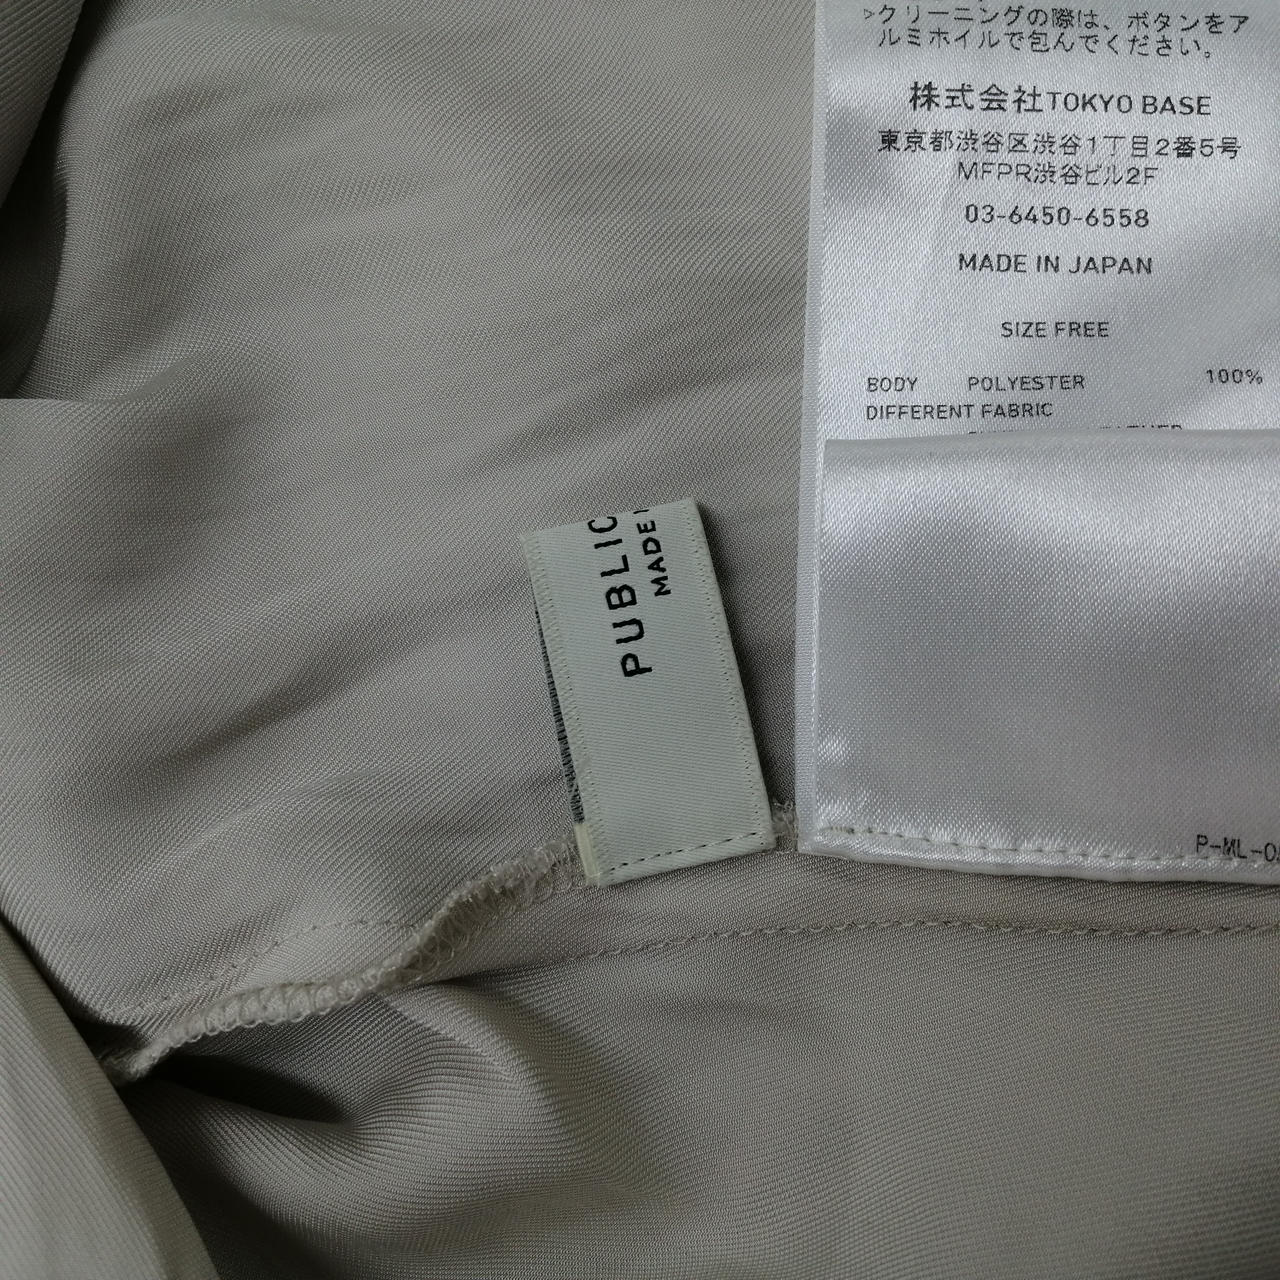 ▷クリーニングの際は、ボタンをア
ルミホイルで包んでください。
株式会社TOKYO BASE
東京都渋谷区渋谷1丁目2番5号
MFPR渋谷ビル2F
03-6450-6558
MADE IN JAPAN
SIZE FREE
BODY POLYESTER 100%
DIFFERENT FABRIC
PUBLIC
MADE
P-ML-0